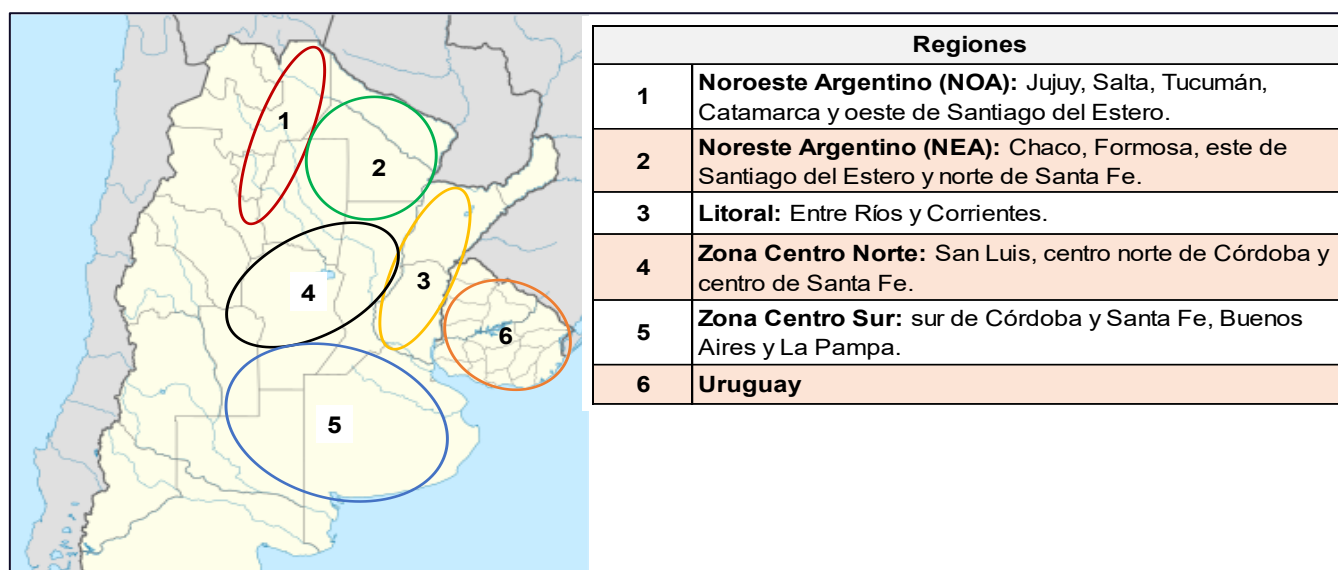 1
2
3
4
5
6
Regiones
1
Noroeste Argentino (NOA): Jujuy, Salta, Tucumán,
Catamarca y oeste de Santiago del Estero.
2
Noreste Argentino (NEA): Chaco, Formosa, este de
Santiago del Estero y norte de Santa Fe.
3
Litoral: Entre Ríos y Corrientes.
4
Zona Centro Norte: San Luis, centro norte de Córdoba y
centro de Santa Fe.
5
Zona Centro Sur: sur de Córdoba y Santa Fe, Buenos
Aires y La Pampa.
6
Uruguay